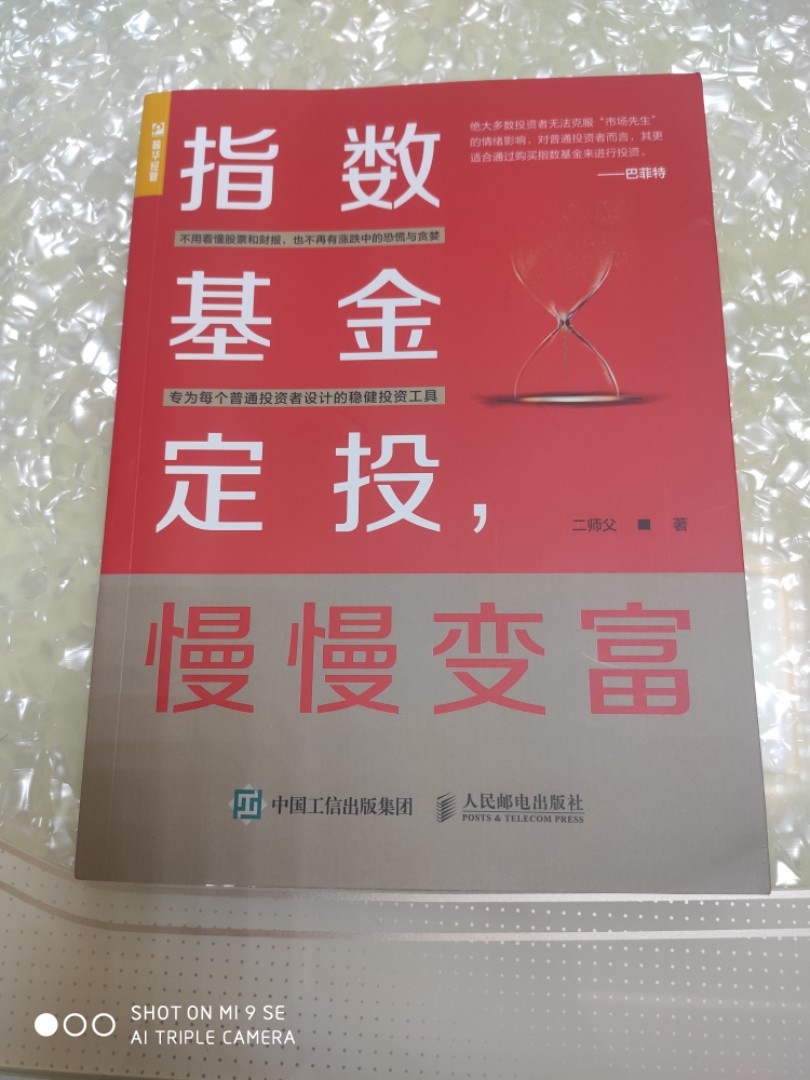 普华经管
绝大多数投资者无法克服“市场先生”
的情绪影响，对普通投资者而言，其更
适合通过购买指数基金来进行投资。
——巴菲特
指数
不用看懂股票和财报，也不再有涨跌中的恐慌与贪婪
基金
专为每个普通投资者设计的稳健投资工具
定投，
二师父 ■ 著
慢慢变富
中国工信出版集团
人民邮电出版社
POSTS & TELECOM PRESS
SHOT ON MI 9 SE
AI TRIPLE CAMERA